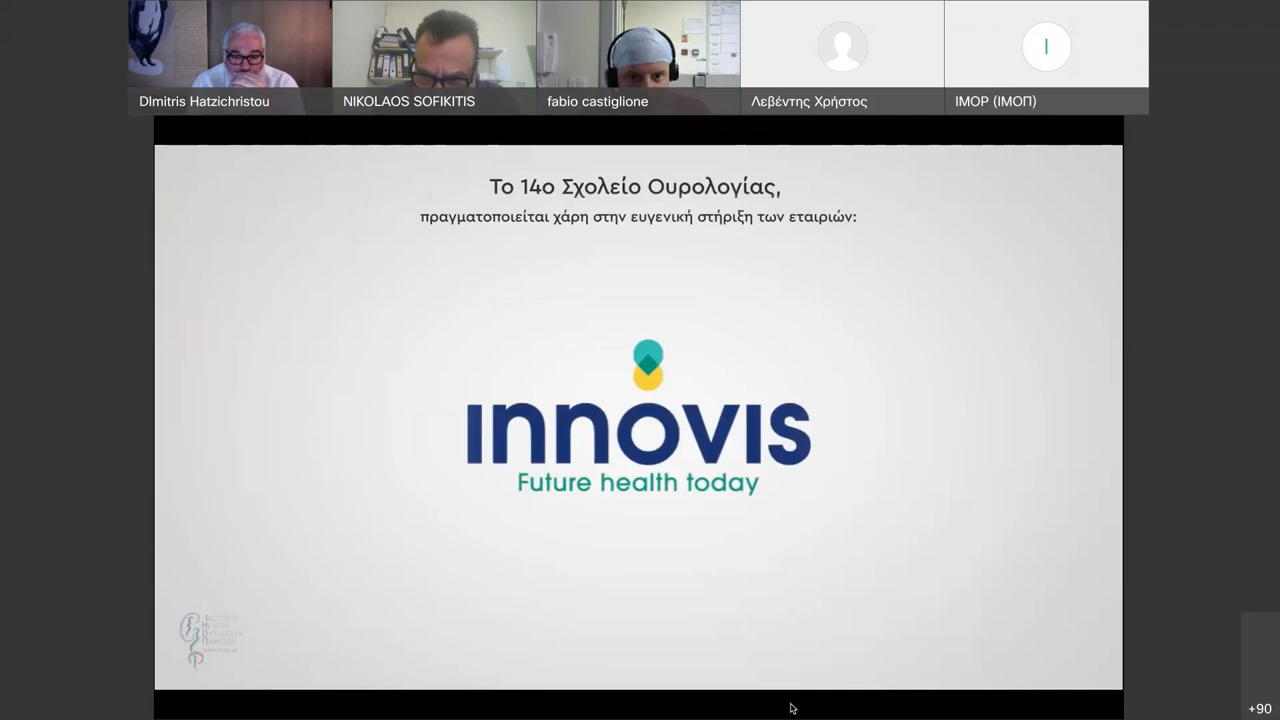 DImitris Hatzichristou
NIKOLAOS SOFIKITIS
fabio castiglione
Λεβέντης Χρήστος
IMOP (ΙΜΟΠ)
I
Το 14ο Σχολείο Ουρολογίας,
πραγματοποιείται χάρη στην ευγενική στήριξη των εταιριών:
innovis
Future health today
+90